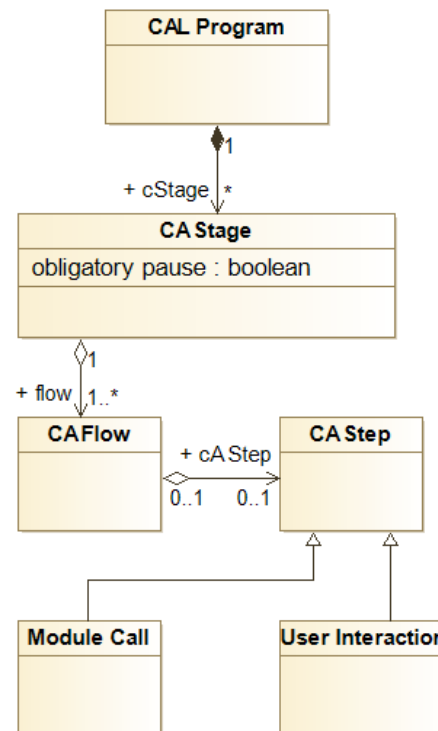 CAL Program
1
+ cStage *
CA Stage
obligatory pause : boolean
1
+ flow 1..*
CAFlow
+ cA Step
CA Step
0..1 0..1
Module Call
User Interaction